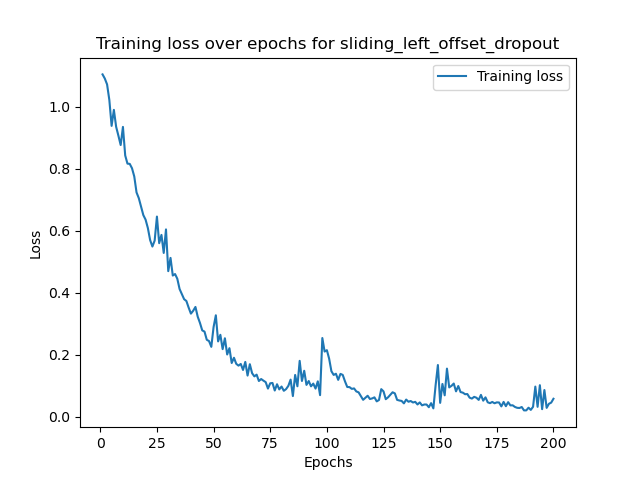 Training loss over epochs for sliding_left_offset_dropout
Training loss
1.0
0.8
0.6
0.4
0.2
0.0
Loss
0 25 50 75 100 125 150 175 200
Epochs